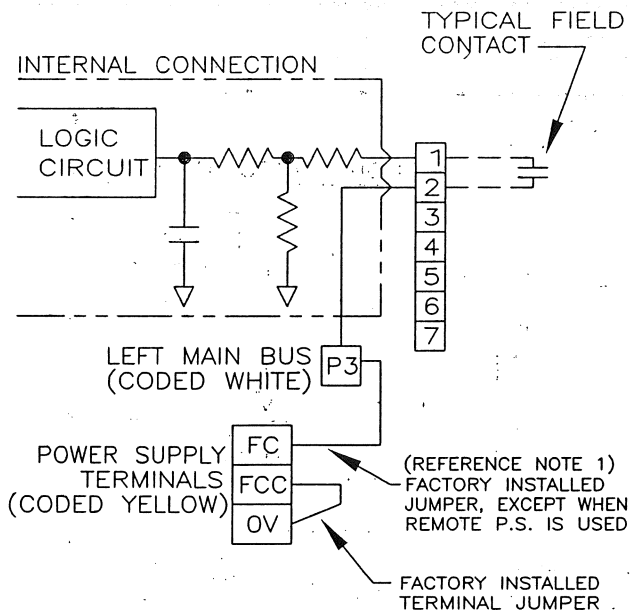 TYPICAL FIELD
CONTACT
INTERNAL CONNECTION
LOGIC
CIRCUIT
1
2
3
4
5
6
7
LEFT MAIN BUS
(CODED WHITE)
P3
POWER SUPPLY
TERMINALS
(CODED YELLOW)
FC
FCC
OV
(REFERENCE NOTE 1)
FACTORY INSTALLED
JUMPER, EXCEPT WHEN
REMOTE P.S. IS USED
FACTORY INSTALLED
TERMINAL JUMPER